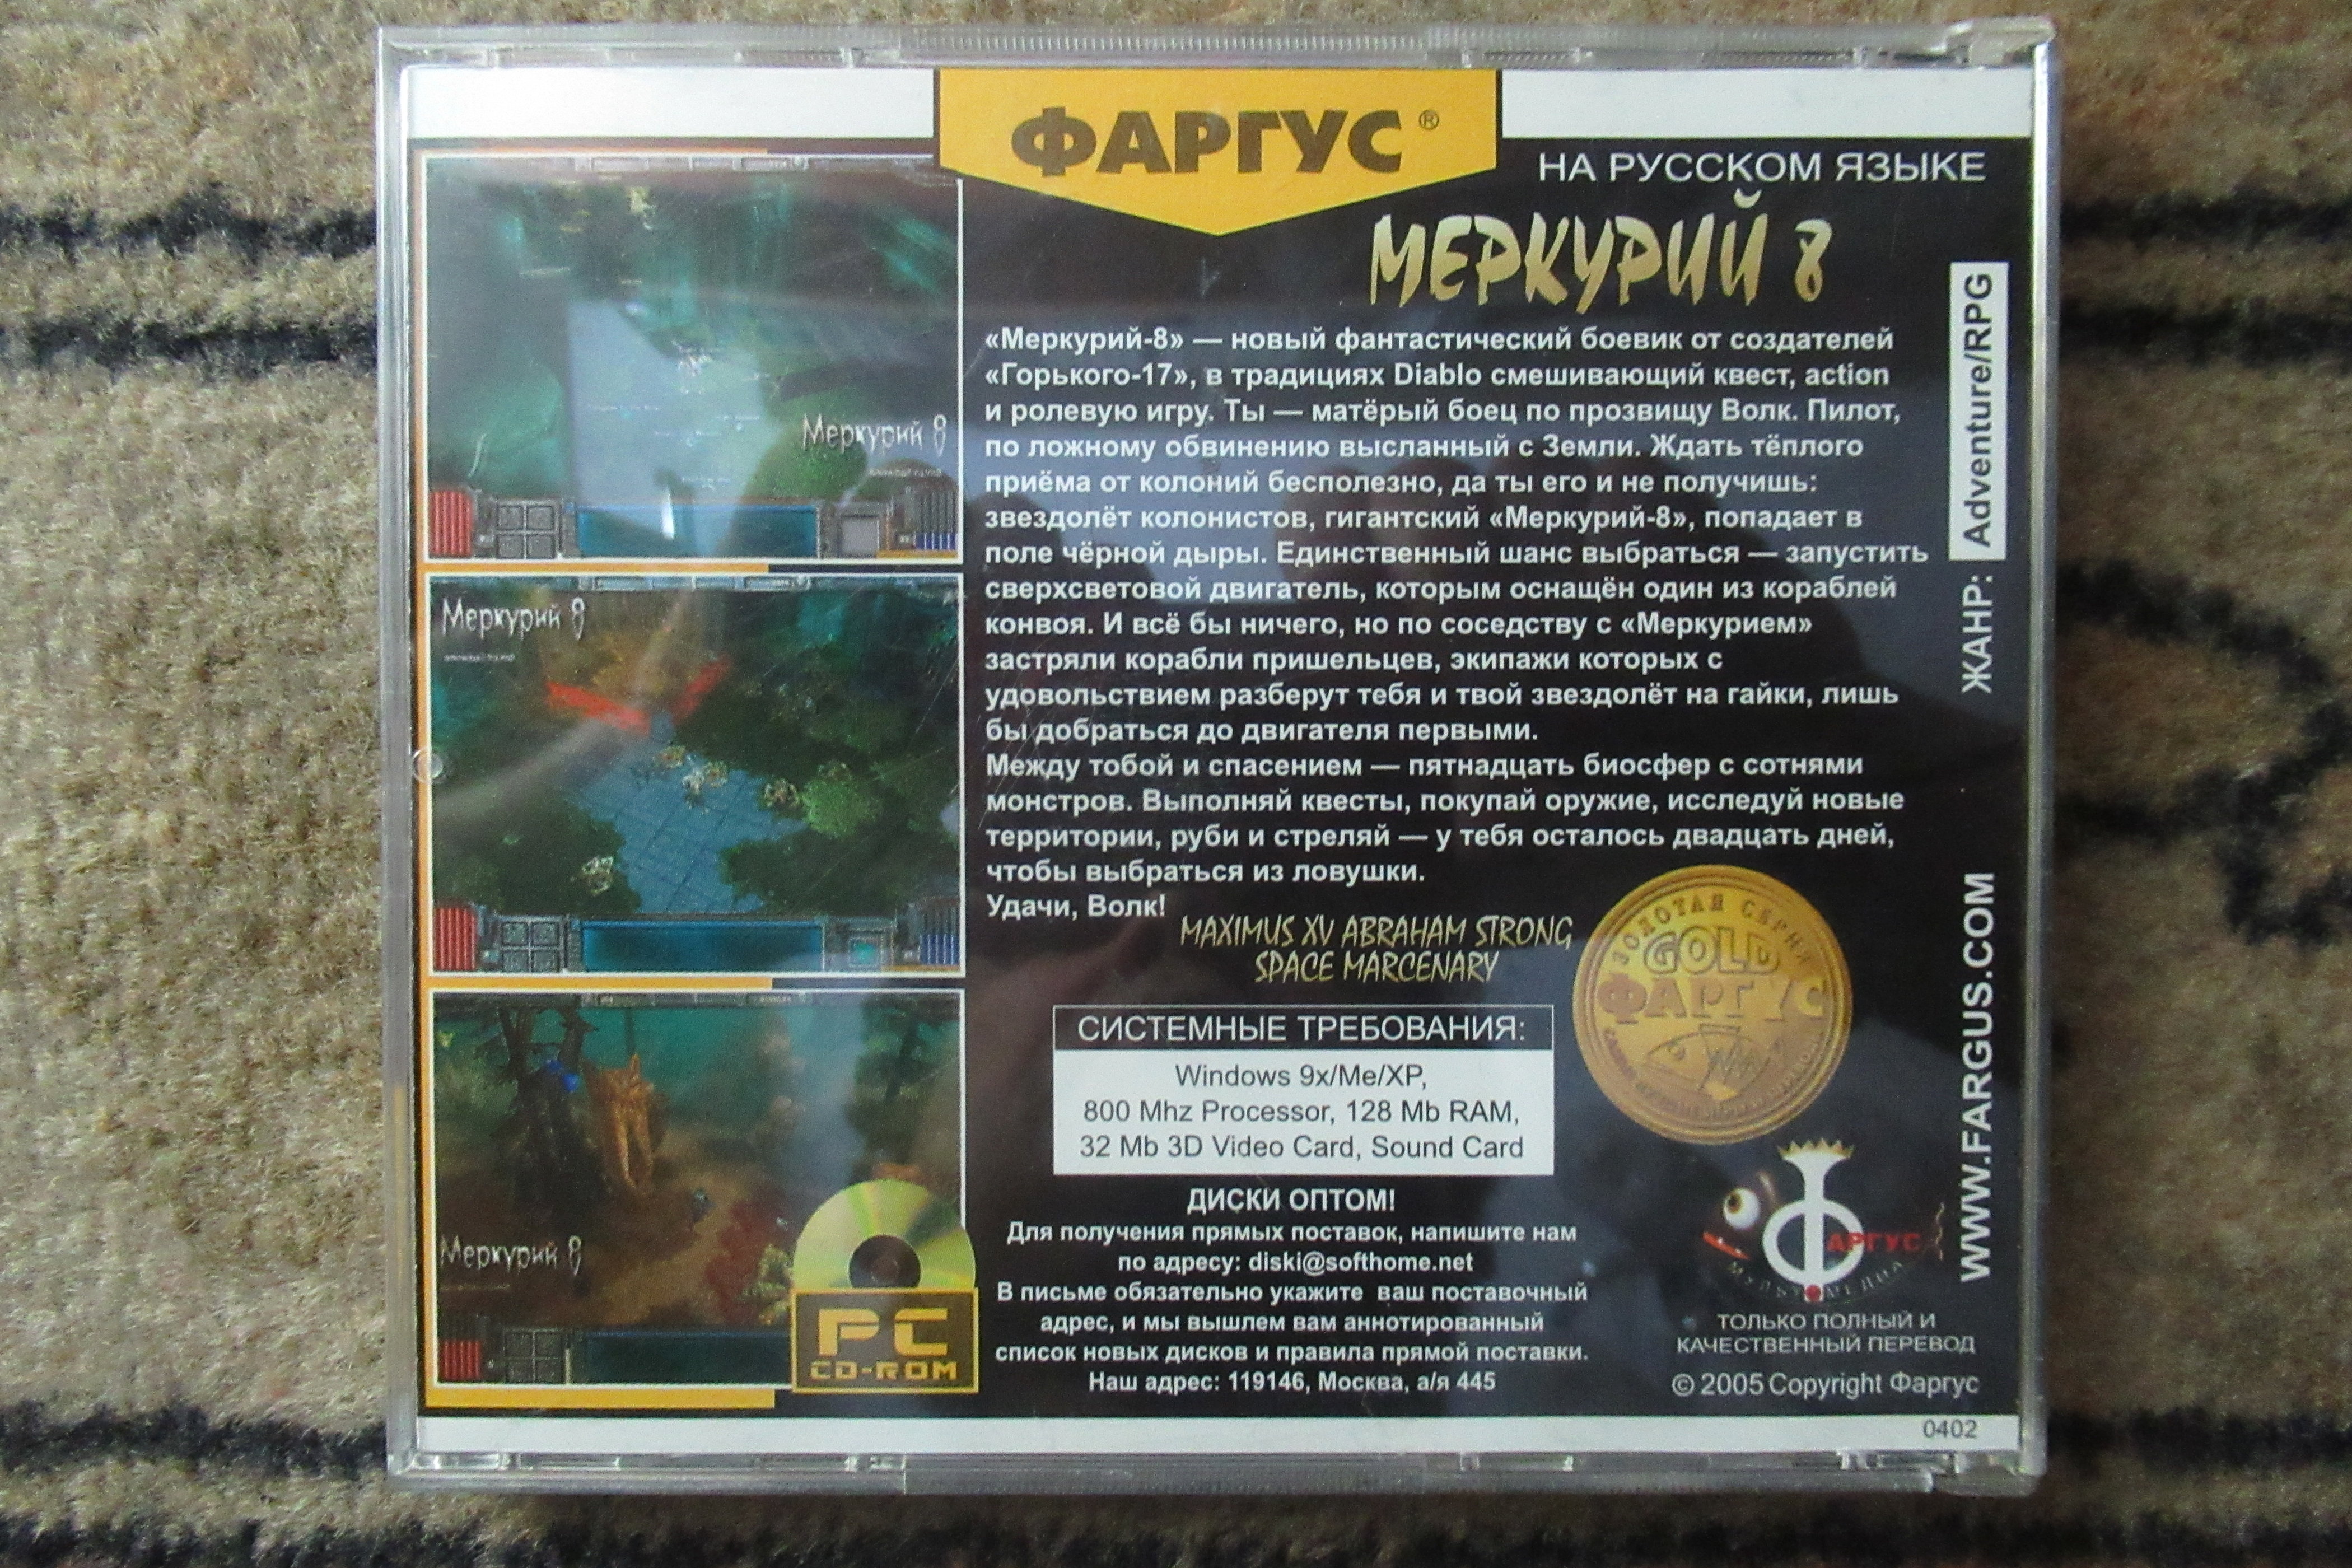 ФАРГУС®
НА РУССКОМ ЯЗЫКЕ
МЕРКУРИЙ 8
«Меркурий-8» — новый фантастический боевик от создателей
«Горького-17», в традициях Diablo смешивающий квест, action
и ролевую игру. Ты — матёрый боец по прозвищу Волк. Пилот,
по ложному обвинению высланный с Земли. Ждать тёплого
приёма от колоний бесполезно, да ты его и не получишь:
звездолёт колонистов, гигантский «Меркурий-8», попадает в
поле чёрной дыры. Единственный шанс выбраться — запустить
сверхсветовой двигатель, которым оснащён один из кораблей
конвоя. И всё бы ничего, но по соседству с «Меркурием»
застряли корабли пришельцев, экипажи которых с
удовольствием разберут тебя и твой звездолёт на гайки, лишь
бы добраться до двигателя первыми.
Между тобой и спасением — пятнадцать биосфер с сотнями
монстров. Выполняй квесты, покупай оружие, исследуй новые
территории, руби и стреляй — у тебя осталось двадцать дней,
чтобы выбраться из ловушки.
Удачи, Волк!
MAXIMUS XV ABRAHAM STRONG
SPACE MARCENARY
СИСТЕМНЫЕ ТРЕБОВАНИЯ:
Windows 9x/Me/XP,
800 Mhz Processor, 128 Mb RAM,
32 Mb 3D Video Card, Sound Card
ДИСКИ ОПТОМ!
Для получения прямых поставок, напишите нам
по адресу: diski@softhome.net
В письме обязательно укажите ваш поставочный
адрес, и мы вышлем вам аннотированный
список новых дисков и правила прямой поставки.
Наш адрес: 119146, Москва, а/я 445
Меркурий 8
Меркурий 8
Меркурий 8
PC
CD-ROM
ЖАНР: Adventure/RPG
WWW.FARGUS.COM
ЗОЛОТАЯ СЕРИЯ
GOLD
ФАРГУС
ФАРГУС
МУЛЬТИМЕДИА
ТОЛЬКО ПОЛНЫЙ И
КАЧЕСТВЕННЫЙ ПЕРЕВОД
© 2005 Copyright Фаргус
0402